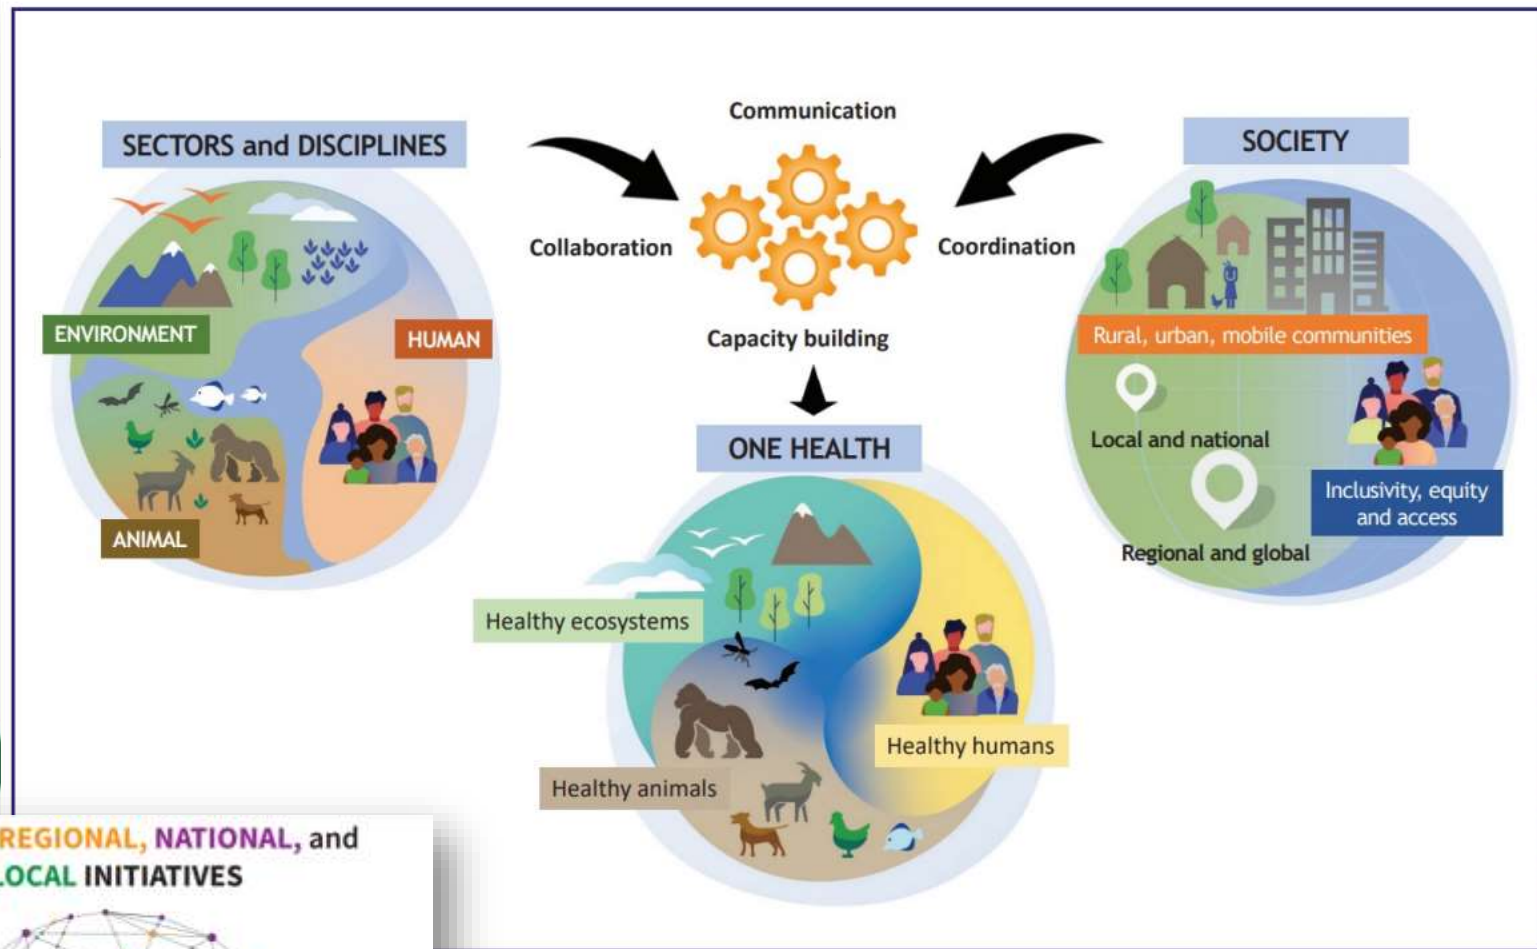 Communication
SECTORS and DISCIPLINES
SOCIETY
Collaboration
Coordination
ENVIRONMENT
HUMAN
Capacity building
Rural, urban, mobile communities
Local and national
ONE HEALTH
Inclusivity, equity
and access
ANIMAL
Regional and global
Healthy ecosystems
Healthy humans
Healthy animals
REGIONAL, NATIONAL, and
LOCAL INITIATIVES